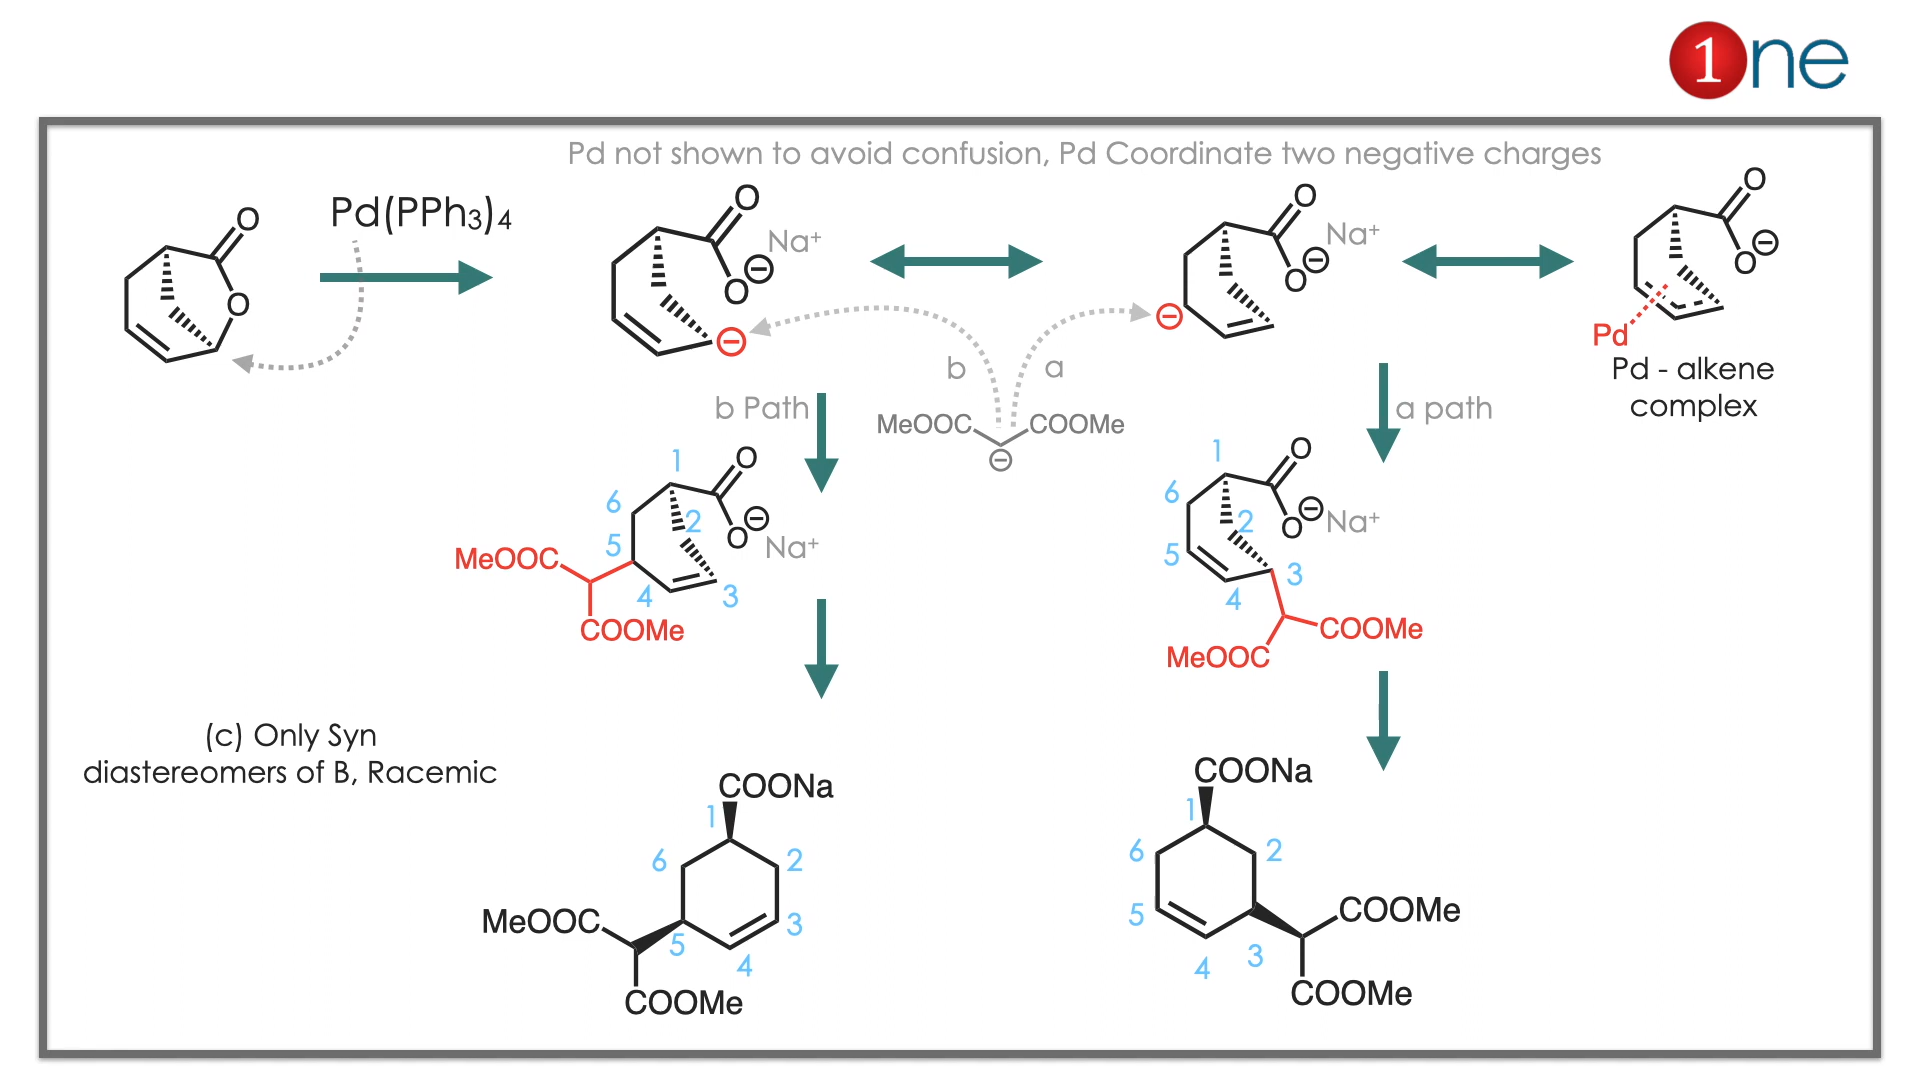 1ne
Pd not shown to avoid confusion, Pd Coordinate two negative charges
Pd(PPh3)4
O
O
O
O⊖
Na⁺
⊖
O
O⊖
Na⁺
⊖
O
O⊖
Pd
Pd - alkene
complex
b
a
MeOOC
COOMe
⊖
b Path
a path
1
2
3
4
5
6
O
O⊖
Na⁺
MeOOC
COOMe
1
2
3
4
5
6
O
O⊖
Na⁺
MeOOC
COOMe
(c) Only Syn
diastereomers of B, Racemic
COONa
1
2
3
4
5
6
MeOOC
COOMe
COONa
1
2
3
4
5
6
COOMe
COOMe